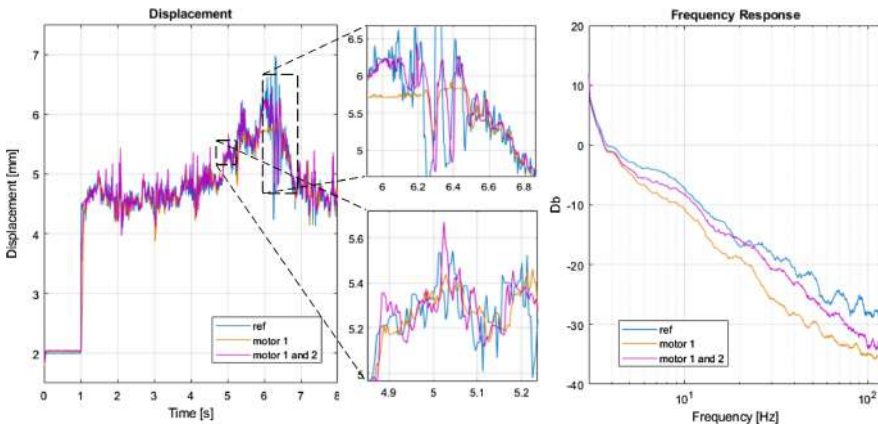 Displacement
7
6
5
4
3
2
Displacement [mm]
ref
motor 1
motor 1 and 2
0 1 2 3 4 5 6 7 8
Time [s]
6.5
6
5.5
5
6 6.2 6.4 6.6 6.8
5.6
5.4
5.2
5
4.9 5 5.1 5.2
Frequency Response
0
-10
-20
-30
-40
Db
ref
motor 1
motor 1 and 2
10¹ 10²
Frequency [Hz]